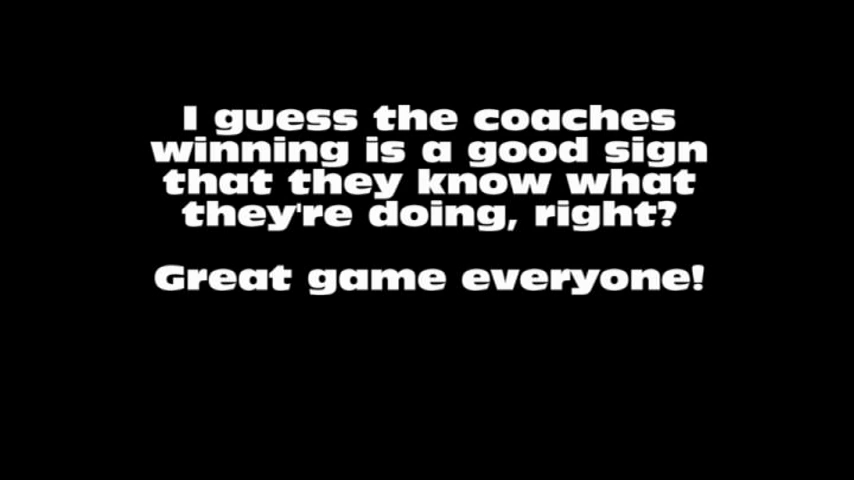 I guess the coaches
winning is a good sign
that they know what
they're doing, right?
Great game everyone!